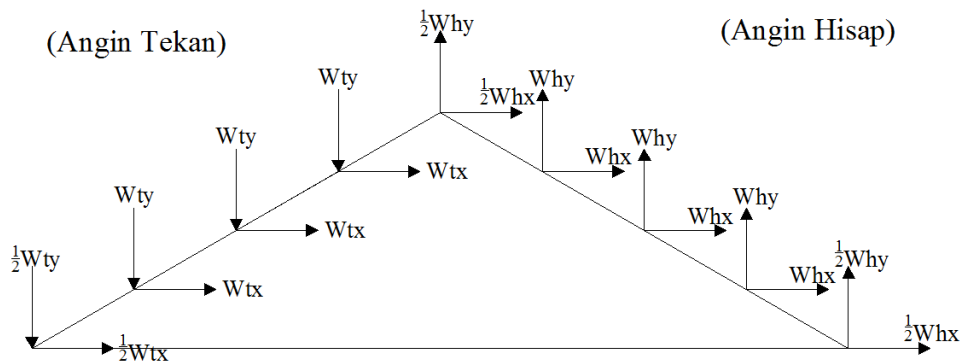 (Angin Tekan)
½Why
(Angin Hisap)
Wty
½Whx
Why
Wty
Wtx
Whx
Why
Wty
Wtx
Whx
Why
½Wty
Wtx
Whx
½Why
½Wtx
½Whx